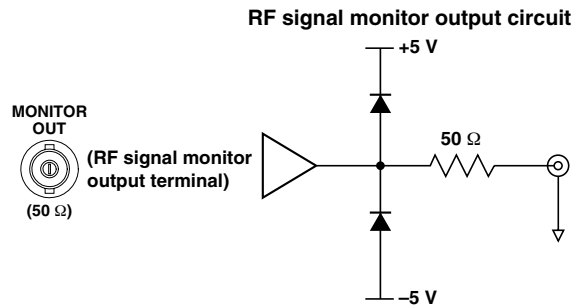 RF signal monitor output circuit
+5 V
MONITOR
OUT
(RF signal monitor
output terminal)
50 Ω
(50 Ω)
–5 V